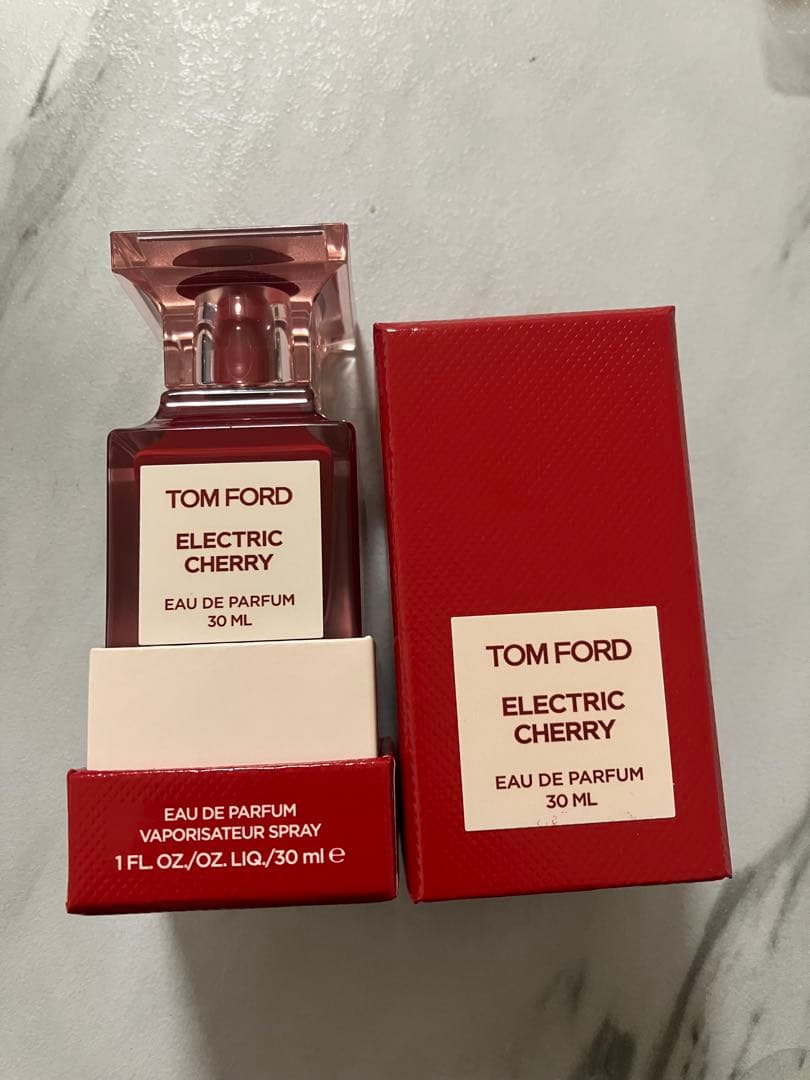 TOM FORD
ELECTRIC
CHERRY
EAU DE PARFUM
30 ML
EAU DE PARFUM
VAPORISATEUR SPRAY
1 FL. OZ./OZ. LIQ./30 ml ℮
TOM FORD
ELECTRIC
CHERRY
EAU DE PARFUM
30 ML